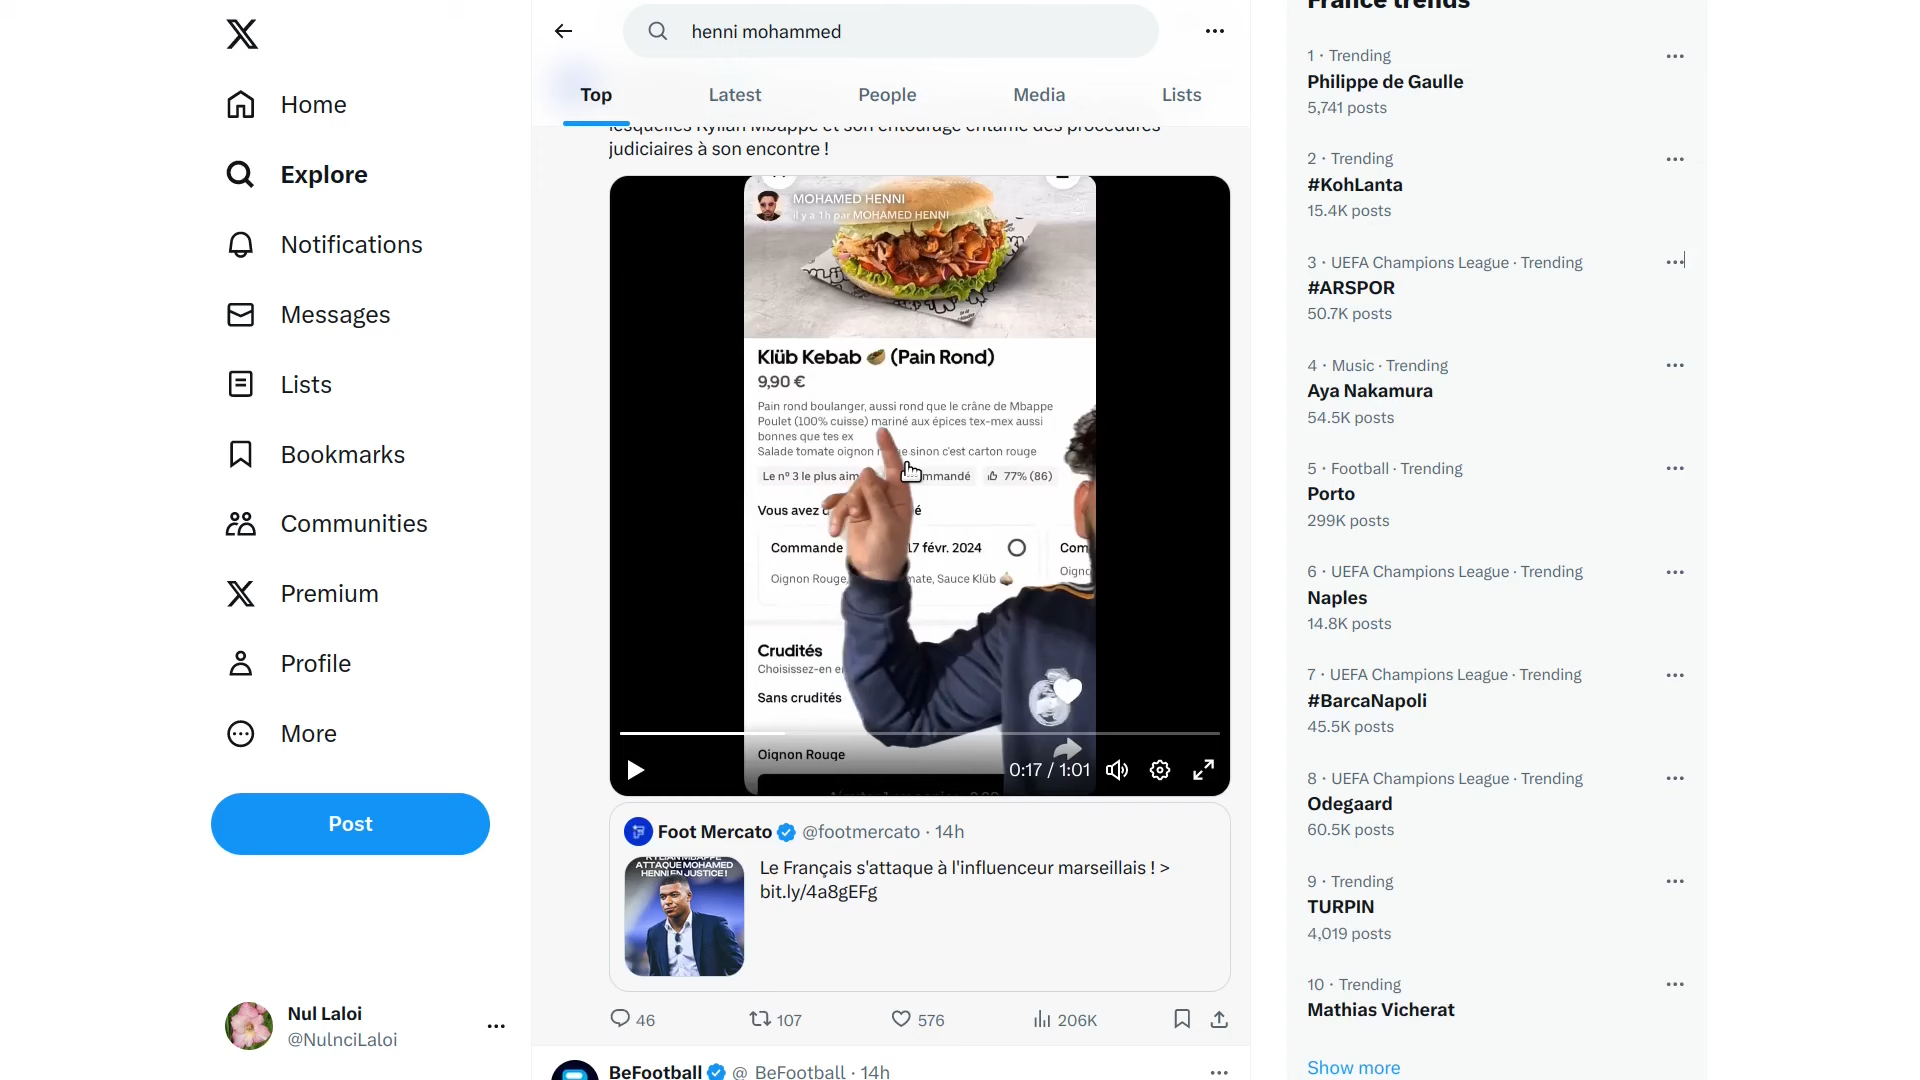 Home
Explore
Notifications
Messages
Lists
Bookmarks
Communities
Premium
Profile
More
Post
Nul Laloi
@NulnciLaloi
henni mohammed
Top
Latest
People
Media
Lists
lesquelles Kylian Mbappé et son entourage entame des procédures
judiciaires à son encontre !
MOHAMED HENNI
il y a 1h par MOHAMED HENNI
Klüb Kebab 🥙 (Pain Rond)
9,90 €
Pain rond boulanger, aussi rond que le crâne de Mbappe
Poulet (100% cuisse) mariné aux épices tex-mex aussi
bonnes que tes ex
Salade tomate oignon sinon c'est carton rouge
Le n° 3 le plus
77% (86)
Vous avez
Commande 17 févr. 2024
Oignon Rouge, Sauce Klüb 🧄
Crudités
Choisissez-en
Sans crudités
Oignon Rouge
0:17 / 1:01
Foot Mercato @footmercato · 14h
KYLIAN MBAPPÉ
ATTAQUE MOHAMED
HENNI EN JUSTICE !
Le Français s'attaque à l'influenceur marseillais ! >
bit.ly/4a8gEFg
46
107
576
206K
BeFootball @_BeFootball · 14h
France trends
1 · Trending
Philippe de Gaulle
5,741 posts
2 · Trending
#KohLanta
15.4K posts
3 · UEFA Champions League · Trending
#ARSPOR
50.7K posts
4 · Music · Trending
Aya Nakamura
54.5K posts
5 · Football · Trending
Porto
299K posts
6 · UEFA Champions League · Trending
Naples
14.8K posts
7 · UEFA Champions League · Trending
#BarcaNapoli
45.5K posts
8 · UEFA Champions League · Trending
Odegaard
60.5K posts
9 · Trending
TURPIN
4,019 posts
10 · Trending
Mathias Vicherat
Show more